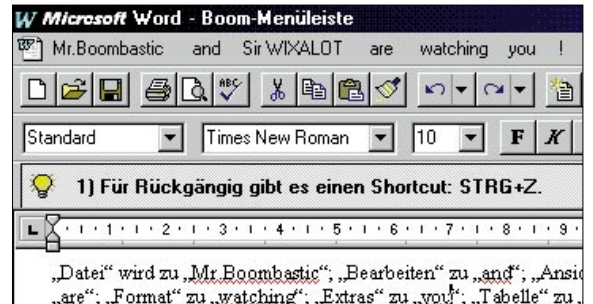 Microsoft Word - Boom-Menüleiste
Mr.Boombastic and Sir WIXALOT are watching you !
ABC
Standard Times New Roman 10 F K
1) Für Rückgängig gibt es einen Shortcut: STRG+Z.
1 2 3 4 5 6 7 8 9
„Datei“ wird zu „Mr.Boombastic“; „Bearbeiten“ zu „and“; „Ansic
„are“; „Format“ zu „watching“; „Extras“ zu „you“; „Tabelle“ zu „